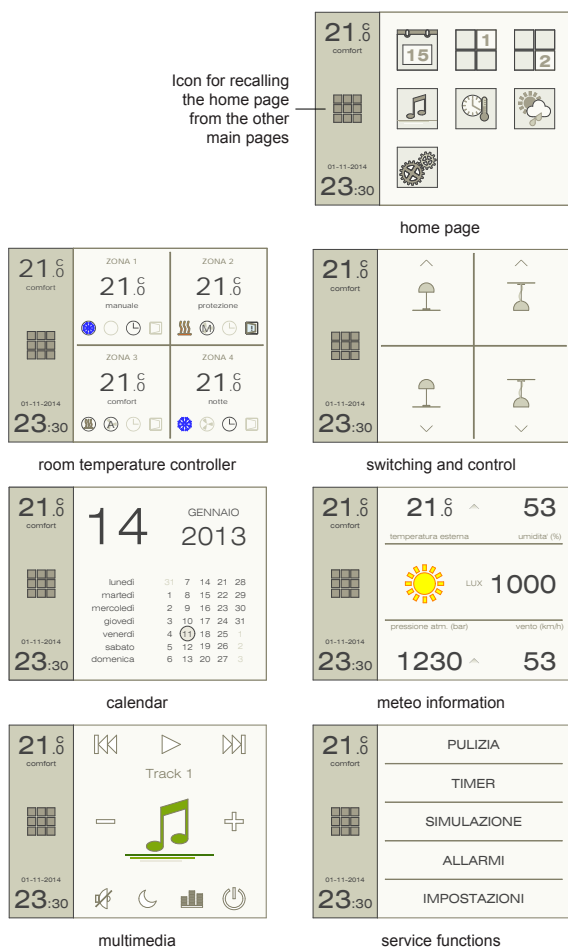 Icon for recalling
the home page
from the other
main pages
21.0 c
comfort
01-11-2014
23:30
15
1
2
home page
21.0 c
comfort
01-11-2014
23:30
ZONA 1
21.0 c
manuale
ZONA 2
21.0 c
protezione
M
ZONA 3
21.0 c
comfort
A
ZONA 4
21.0 c
notte
room temperature controller
21.0 c
comfort
01-11-2014
23:30
switching and control
21.0 c
comfort
01-11-2014
23:30
14
GENNAIO
2013
lunedì 31 7 14 21 28
martedì 1 8 15 22 29
mercoledì 2 9 16 23 30
giovedì 3 10 17 24 31
venerdì 4 11 18 25 1
sabato 5 12 19 26 2
domenica 6 13 20 27 3
calendar
21.0 c
comfort
01-11-2014
23:30
21.0 c 53
temperatura esterna umidita' (%)
LUX 1000
pressione atm. (bar) vento (km/h)
1230 53
meteo information
21.0 c
comfort
01-11-2014
23:30
Track 1
multimedia
21.0 c
comfort
01-11-2014
23:30
PULIZIA
TIMER
SIMULAZIONE
ALLARMI
IMPOSTAZIONI
service functions